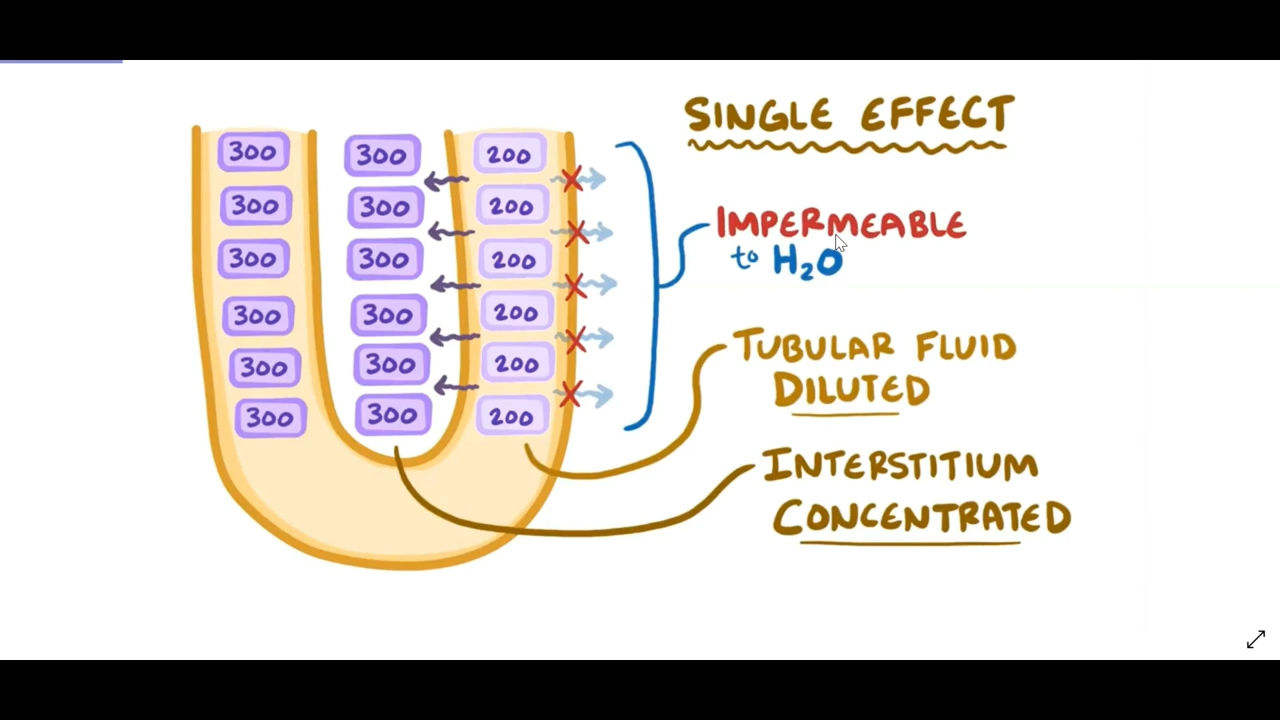 SINGLE EFFECT
300 300 200
300 300 200
300 300 200
300 300 200
300 300 200
300 300 200
IMPERMEABLE
to H₂O
TUBULAR FLUID
DILUTED
INTERSTITIUM
CONCENTRATED